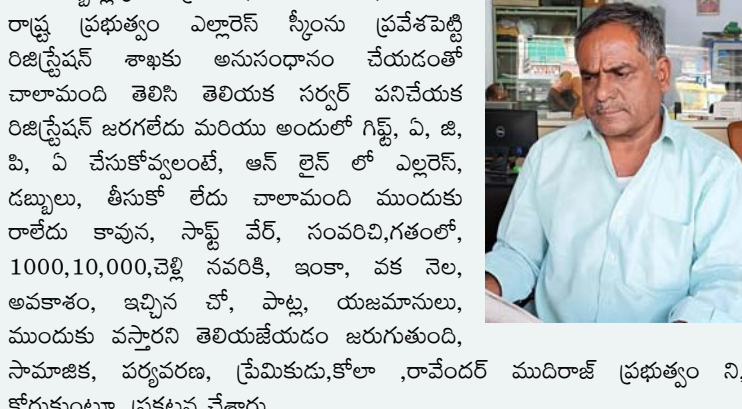 రాష్ట్ర ప్రభుత్వం ఎల్లారెస్ స్కీంను ప్రవేశపెట్టి
రిజిస్ట్రేషన్ శాఖకు అనుసంధానం చేయడంతో
చాలామంది తెలిసి తెలియక సర్వర్ పనిచేయక
రిజిస్ట్రేషన్ జరగలేదు మరియు అందులో గిఫ్ట్, ఏ, జి,
పి, ఏ చేసుకోవ్వలంటే, ఆన్ లైన్ లో ఎల్లరెస్,
డబ్బులు, తీసుకో లేదు చాలామంది ముందుకు
రాలేదు కావున, సాఫ్ట్ వేర్, సంవరిచి,గతంలో,
1000,10,000,చెళ్లి నవరికి, ఇంకా, వక నెల,
అవకాశం, ఇచ్చిన చో, పాట్ల, యజమానులు,
ముందుకు వస్తారని తెలియజేయడం జరుగుతుంది,
సామాజిక, పర్యవరణ, ప్రేమికుడు,కోలా ,రావేందర్ ముదిరాజ్ ప్రభుత్వం ని,
కోరుకుంటూ ప్రకటన చేశారు